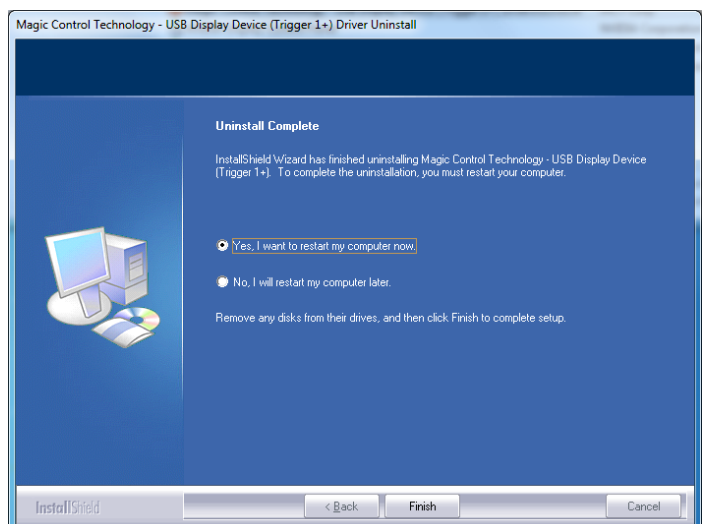 Magic Control Technology - USB Display Device (Trigger 1+) Driver Uninstall
Uninstall Complete
InstallShield Wizard has finished uninstalling Magic Control Technology - USB Display Device
(Trigger 1+).  To complete the uninstallation, you must restart your computer.
Yes, I want to restart my computer now.
No, I will restart my computer later.
Remove any disks from their drives, and then click Finish to complete setup.
InstallShield
< Back
Finish
Cancel